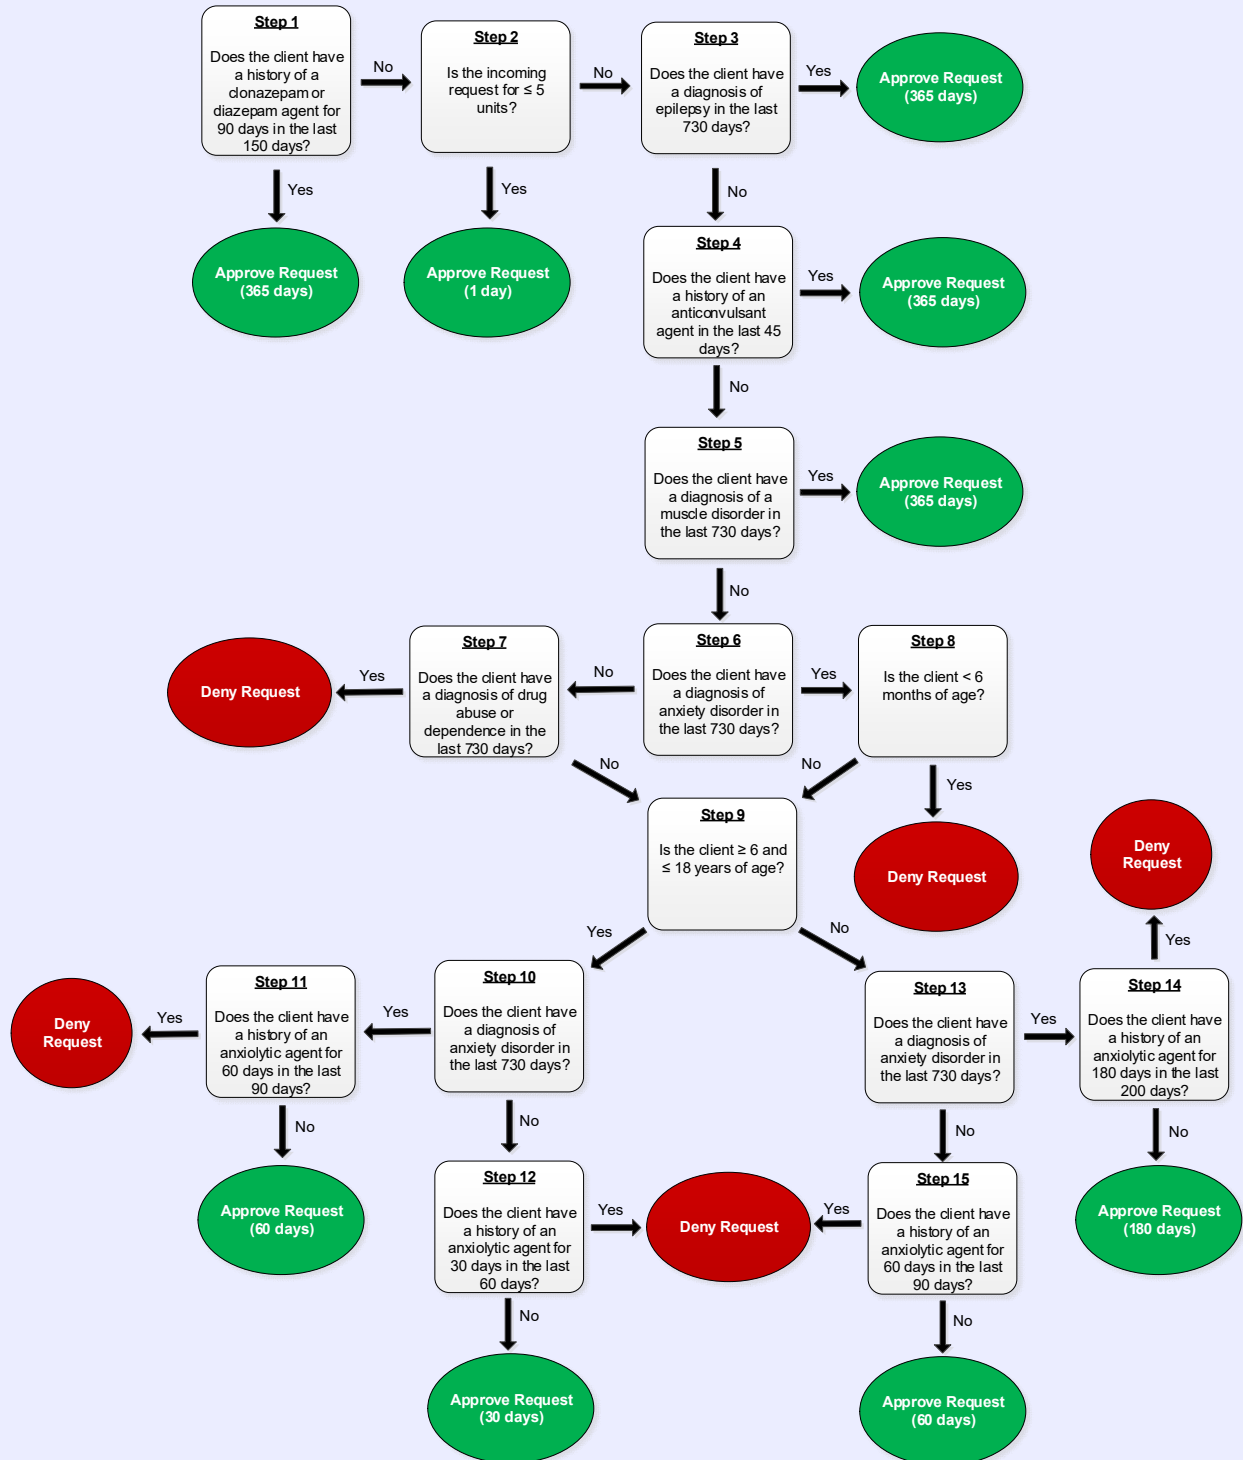 Step 1
Does the client have
a history of a
clonazepam or
diazepam agent for
90 days in the last
150 days?
No
Yes
Approve Request
(365 days)
Step 2
Is the incoming
request for ≤ 5
units?
No
Yes
Approve Request
(1 day)
Step 3
Does the client have
a diagnosis of
epilepsy in the last
730 days?
Yes
Approve Request
(365 days)
No
Step 4
Does the client have
a history of an
anticonvulsant
agent in the last 45
days?
Yes
Approve Request
(365 days)
No
Step 5
Does the client have
a diagnosis of a
muscle disorder in
the last 730 days?
Yes
Approve Request
(365 days)
No
Step 6
Does the client have
a diagnosis of
anxiety disorder in
the last 730 days?
No
Yes
Step 7
Does the client have
a diagnosis of drug
abuse or
dependence in the
last 730 days?
Yes
Deny Request
No
Step 8
Is the client < 6
months of age?
No
Yes
Deny Request
Step 9
Is the client ≥ 6 and
≤ 18 years of age?
Yes
No
Step 10
Does the client have
a diagnosis of
anxiety disorder in
the last 730 days?
Yes
No
Step 11
Does the client have
a history of an
anxiolytic agent for
60 days in the last
90 days?
Yes
Deny
Request
No
Approve Request
(60 days)
Step 12
Does the client have
a history of an
anxiolytic agent for
30 days in the last
60 days?
Yes
Deny Request
No
Approve Request
(30 days)
Step 13
Does the client have
a diagnosis of
anxiety disorder in
the last 730 days?
Yes
No
Step 14
Does the client have
a history of an
anxiolytic agent for
180 days in the last
200 days?
Yes
Deny
Request
No
Approve Request
(180 days)
Step 15
Does the client have
a history of an
anxiolytic agent for
60 days in the last
90 days?
Yes
No
Approve Request
(60 days)